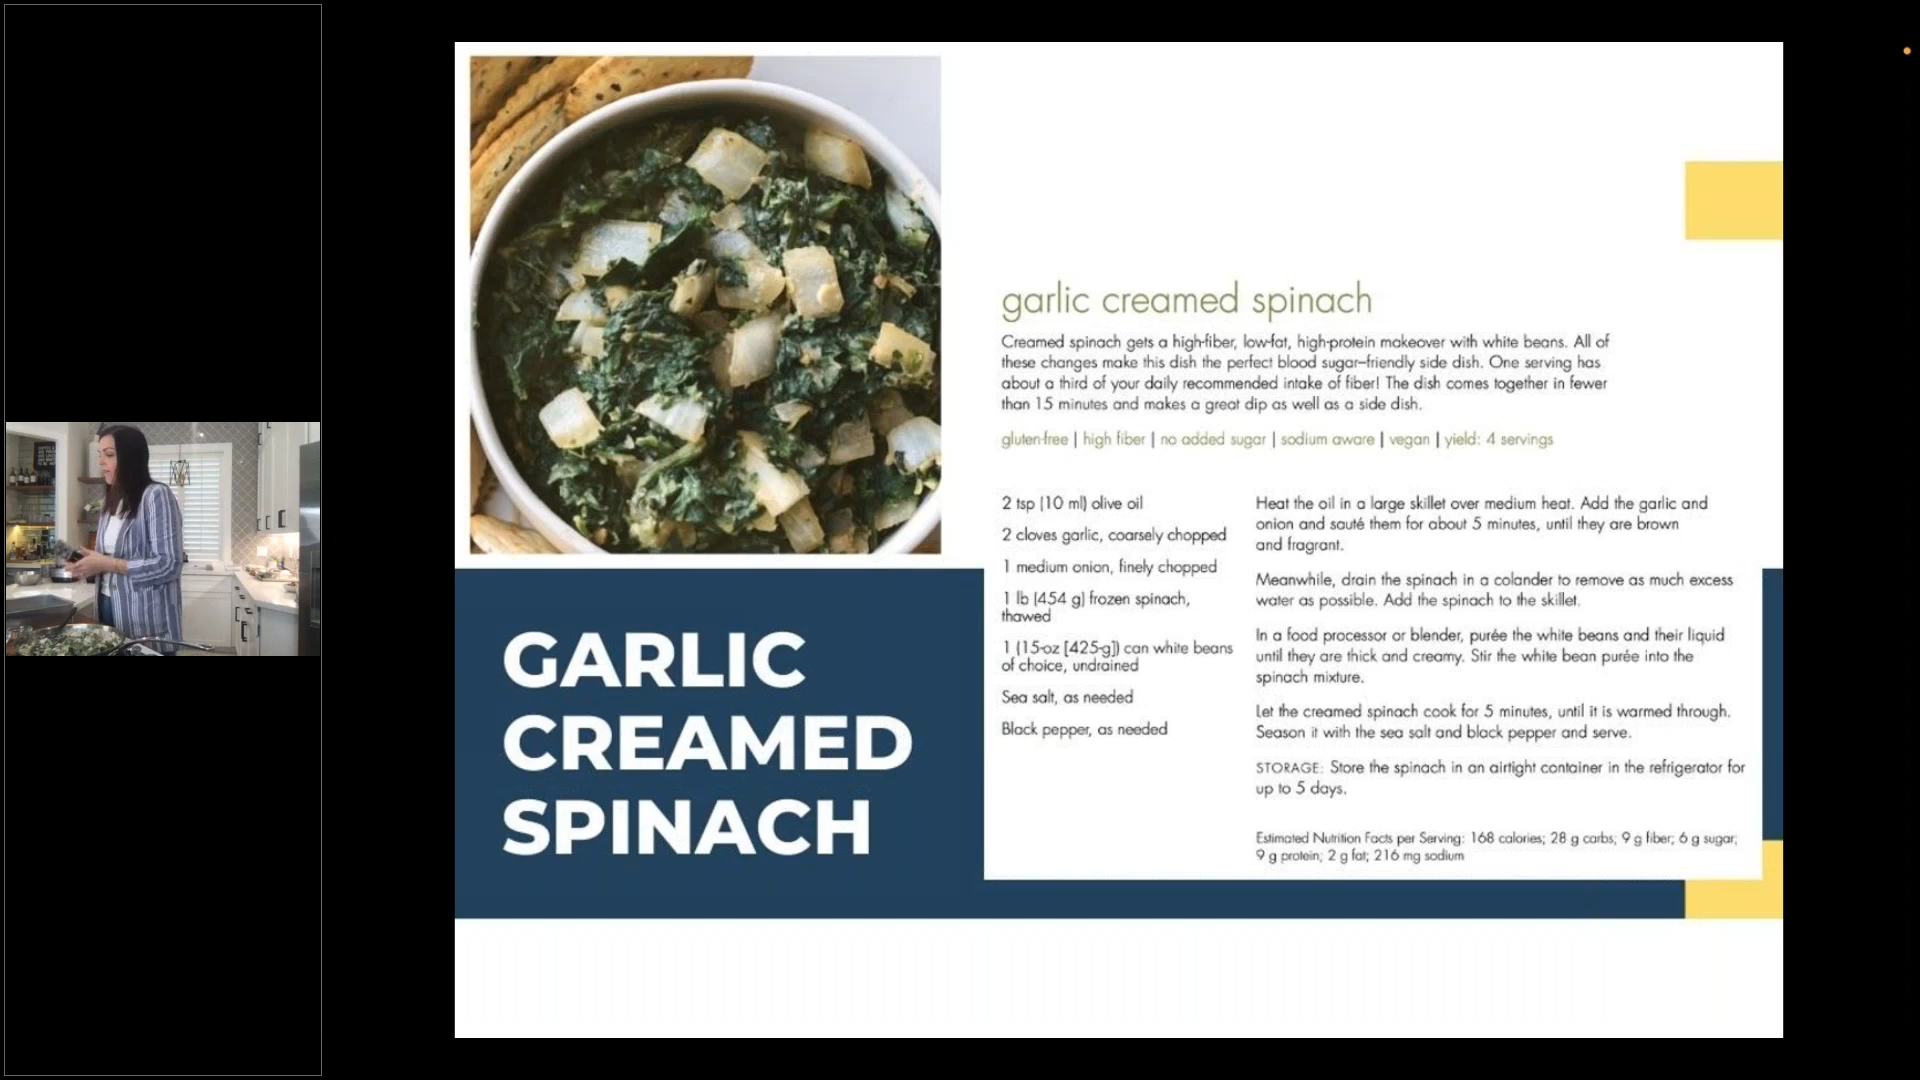 garlic creamed spinach
Creamed spinach gets a high-fiber, low-fat, high-protein makeover with white beans. All of
these changes make this dish the perfect blood sugar–friendly side dish. One serving has
about a third of your daily recommended intake of fiber! The dish comes together in fewer
than 15 minutes and makes a great dip as well as a side dish.
gluten-free | high fiber | no added sugar | sodium aware | vegan | yield: 4 servings
2 tsp (10 ml) olive oil
2 cloves garlic, coarsely chopped
1 medium onion, finely chopped
1 lb (454 g) frozen spinach,
thawed
1 (15-oz [425-g]) can white beans
of choice, undrained
Sea salt, as needed
Black pepper, as needed
Heat the oil in a large skillet over medium heat. Add the garlic and
onion and sauté them for about 5 minutes, until they are brown
and fragrant.
Meanwhile, drain the spinach in a colander to remove as much excess
water as possible. Add the spinach to the skillet.
In a food processor or blender, purée the white beans and their liquid
until they are thick and creamy. Stir the white bean purée into the
spinach mixture.
Let the creamed spinach cook for 5 minutes, until it is warmed through.
Season it with the sea salt and black pepper and serve.
STORAGE: Store the spinach in an airtight container in the refrigerator for
up to 5 days.
Estimated Nutrition Facts per Serving: 168 calories; 28 g carbs; 9 g fiber; 6 g sugar;
9 g protein; 2 g fat; 216 mg sodium
GARLIC
CREAMED
SPINACH